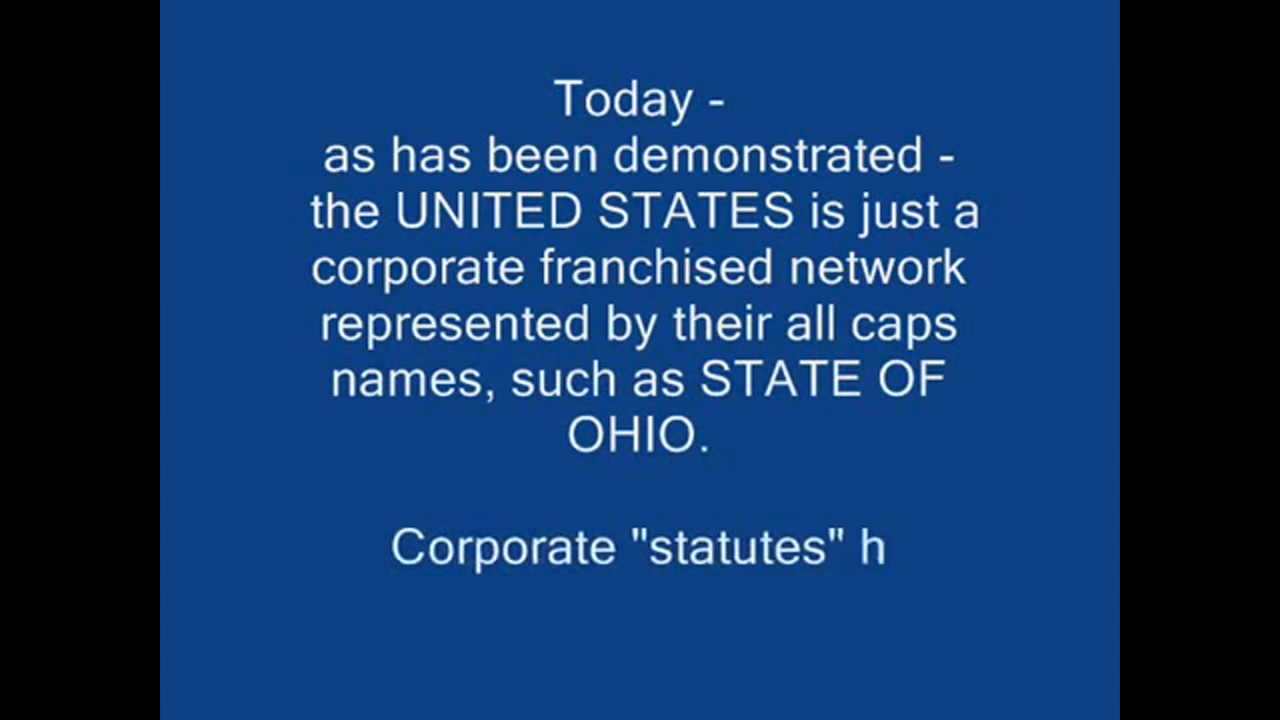 Today -
as has been demonstrated -
the UNITED STATES is just a
corporate franchised network
represented by their all caps
names, such as STATE OF
OHIO.
Corporate "statutes" h